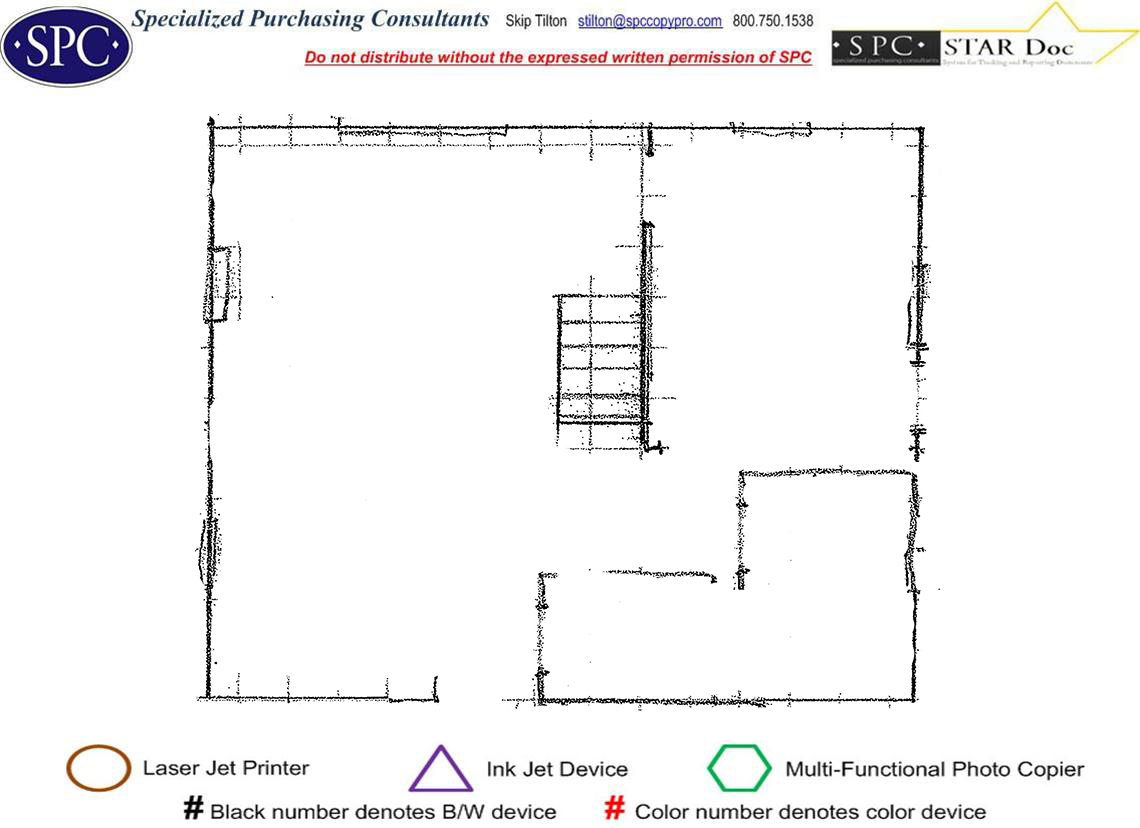 Specialized Purchasing Consultants Skip Tilton stilton@spccopypro.com 800.750.1538
·SPC·
Do not distribute without the expressed written permission of SPC
·SPC· STAR Doc
specialized purchasing consultants System for Tracking and Reporting Documents
Laser Jet Printer Ink Jet Device Multi-Functional Photo Copier
# Black number denotes B/W device # Color number denotes color device